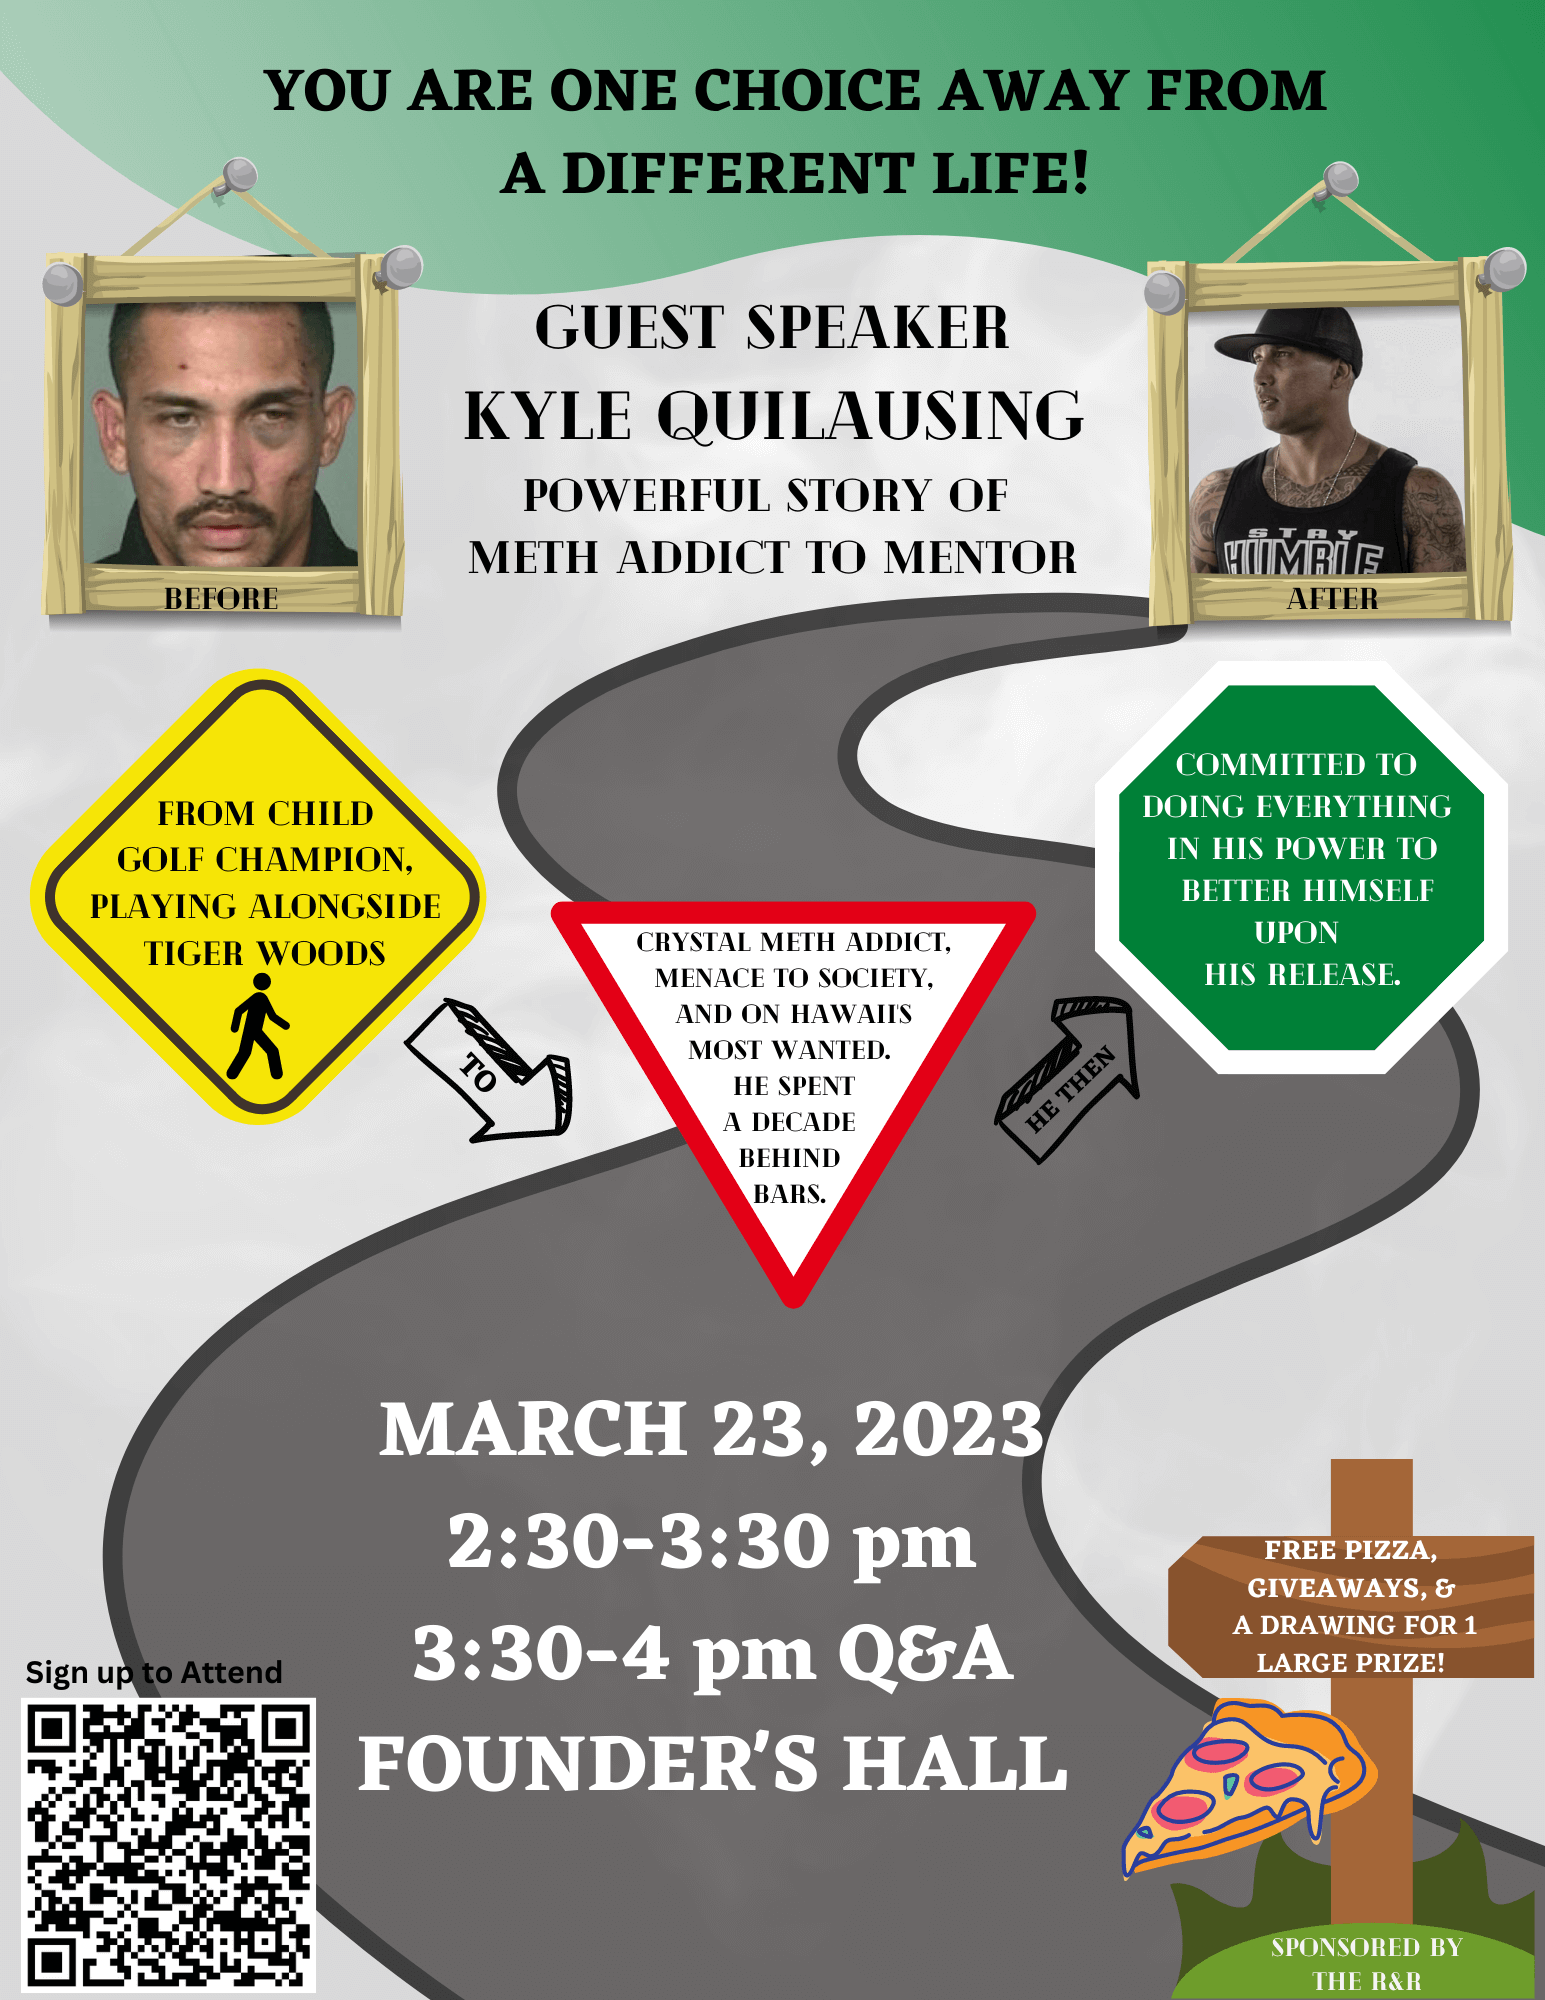 YOU ARE ONE CHOICE AWAY FROM
A DIFFERENT LIFE!
GUEST SPEAKER
KYLE QUILAUSING
POWERFUL STORY OF
METH ADDICT TO MENTOR
BEFORE
STAY
HUMBLE
AFTER
FROM CHILD
GOLF CHAMPION,
PLAYING ALONGSIDE
TIGER WOODS
TO
CRYSTAL METH ADDICT,
MENACE TO SOCIETY,
AND ON HAWAII'S
MOST WANTED.
HE SPENT
A DECADE
BEHIND
BARS.
HE THEN
COMMITTED TO
DOING EVERYTHING
IN HIS POWER TO
BETTER HIMSELF
UPON
HIS RELEASE.
MARCH 23, 2023
2:30-3:30 pm
3:30-4 pm Q&A
FOUNDER'S HALL
Sign up to Attend
FREE PIZZA,
GIVEAWAYS, &
A DRAWING FOR 1
LARGE PRIZE!
SPONSORED BY
THE R&R